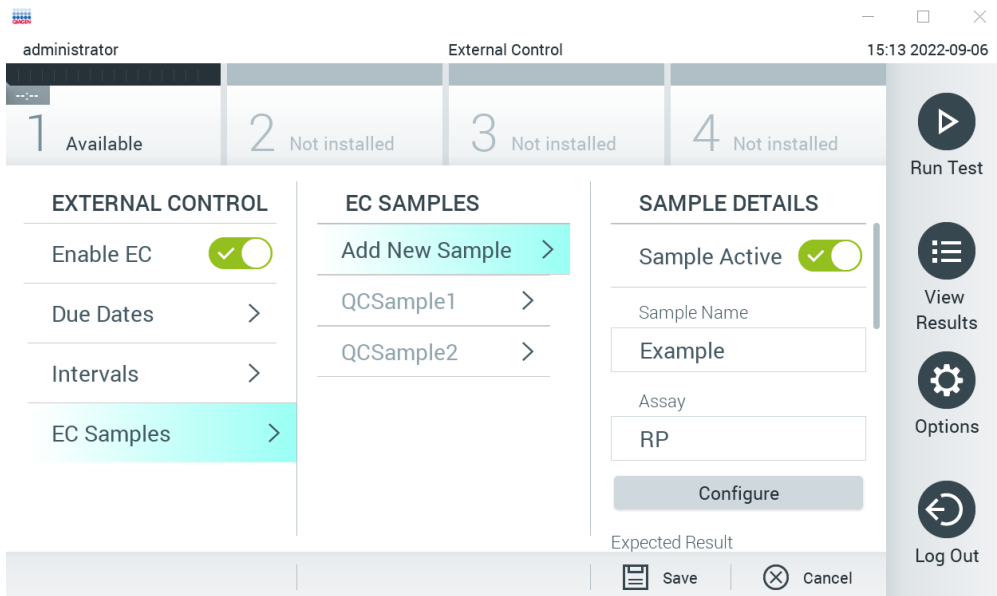 QIAGEN
administrator
External Control
15:13 2022-09-06
--:--
1 Available
2 Not installed
3 Not installed
4 Not installed
Run Test
View
Results
Options
Log Out
EXTERNAL CONTROL
Enable EC
Due Dates
Intervals
EC Samples
EC SAMPLES
Add New Sample
QCSample1
QCSample2
SAMPLE DETAILS
Sample Active
Sample Name
Example
Assay
RP
Configure
Expected Result
Save
Cancel